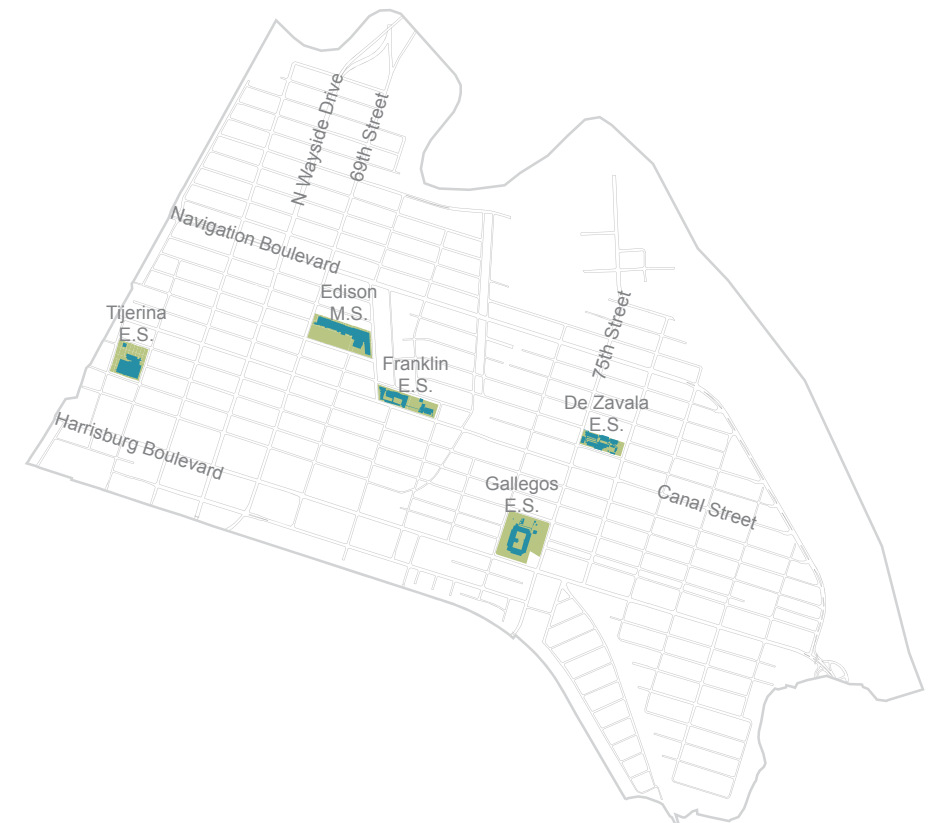 N Wayside Drive
69th Street
Navigation Boulevard
Edison
M.S.
Tijerina
E.S.
75th Street
Franklin
E.S.
De Zavala
E.S.
Harrisburg Boulevard
Gallegos
E.S.
Canal Street